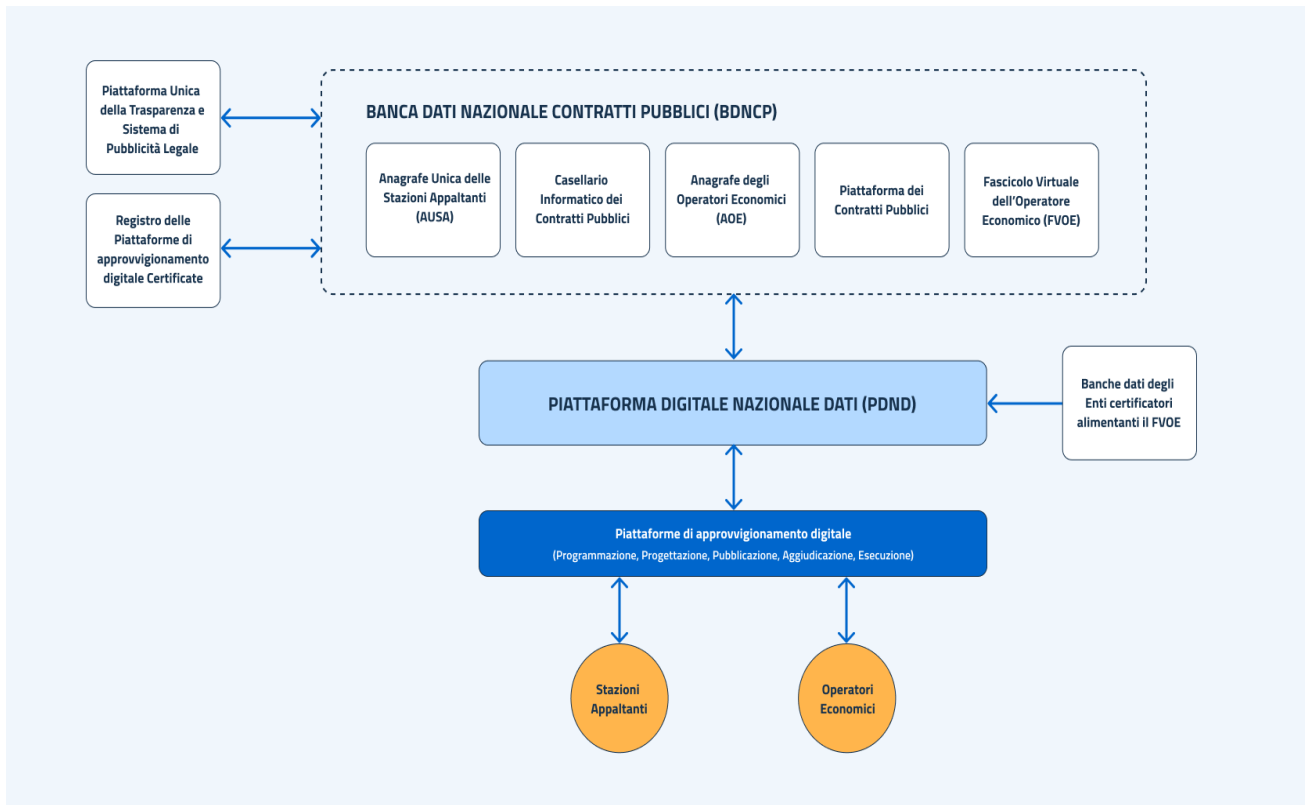 Piattaforma Unica
della Trasparenza e
Sistema di
Pubblicità Legale
Registro delle
Piattaforme di
approvvigionamento
digitale Certificate
BANCA DATI NAZIONALE CONTRATTI PUBBLICI (BDNCP)
Anagrafe Unica delle
Stazioni Appaltanti
(AUSA)
Casellario
Informatico dei
Contratti Pubblici
Anagrafe degli
Operatori Economici
(AOE)
Piattaforma dei
Contratti Pubblici
Fascicolo Virtuale
dell’Operatore
Economico (FVOE)
PIATTAFORMA DIGITALE NAZIONALE DATI (PDND)
Banche dati degli
Enti certificatori
alimentanti il FVOE
Piattaforme di approvvigionamento digitale
(Programmazione, Progettazione, Pubblicazione, Aggiudicazione, Esecuzione)
Stazioni
Appaltanti
Operatori
Economici